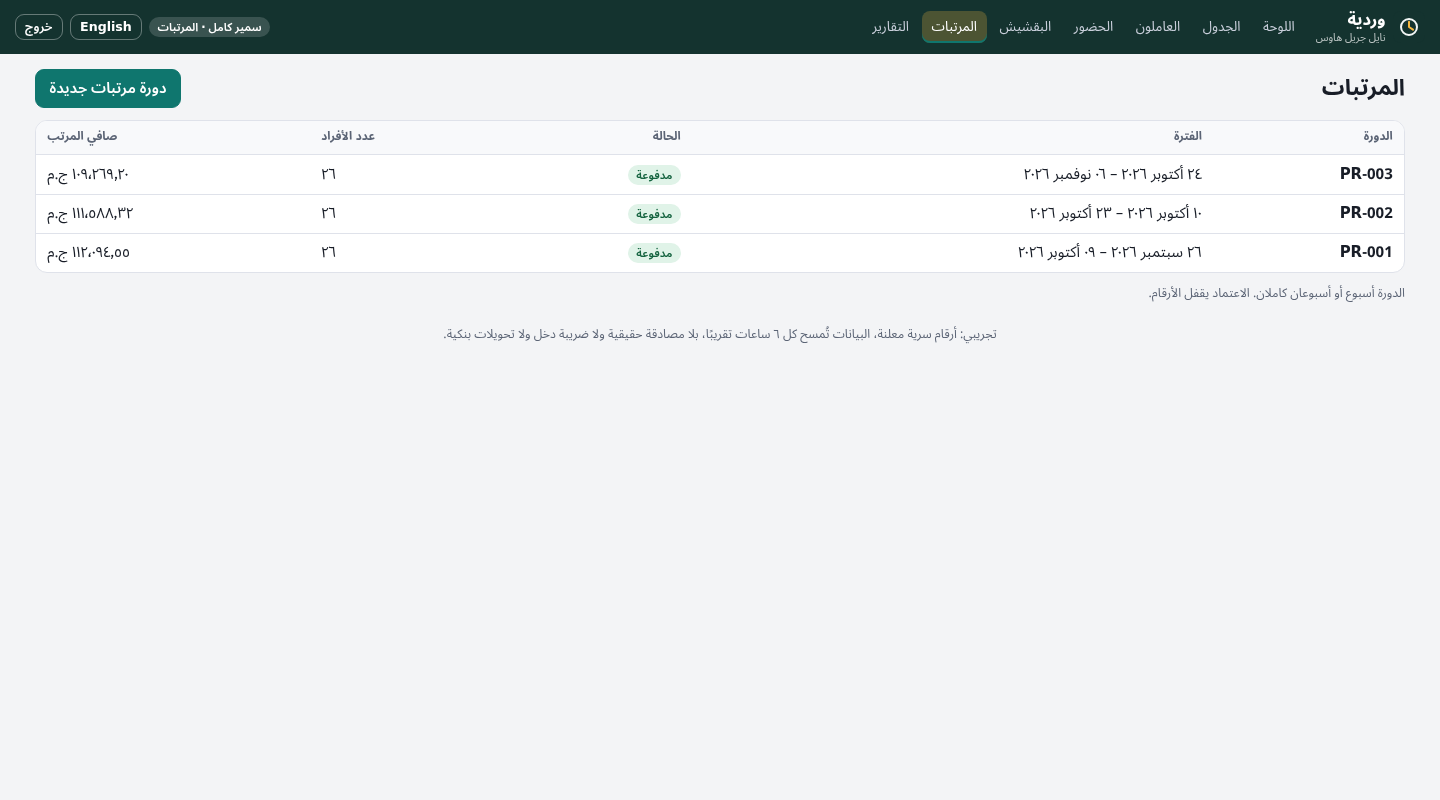 وردية
نايل جريل هاوس
اللوحة
الجدول
العاملون
الحضور
البقشيش
المرتبات
التقارير
سمير كامل · المرتبات
English
خروج
المرتبات
دورة مرتبات جديدة
الدورة الفترة الحالة عدد الأفراد صافي المرتب
PR-003 ٢٤ أكتوبر ٢٠٢٦ – ٠٦ نوفمبر ٢٠٢٦ مدفوعة ٢٦ ١٠٩،٢٦٩,٢٠ ج.م
PR-002 ١٠ أكتوبر ٢٠٢٦ – ٢٣ أكتوبر ٢٠٢٦ مدفوعة ٢٦ ١١١،٥٨٨,٣٢ ج.م
PR-001 ٢٦ سبتمبر ٢٠٢٦ – ٠٩ أكتوبر ٢٠٢٦ مدفوعة ٢٦ ١١٢،٠٩٤,٥٥ ج.م
الدورة أسبوع أو أسبوعان كاملان. الاعتماد يقفل الأرقام.
تجريبي: أرقام سرية معلنة، البيانات تُمسح كل ٦ ساعات تقريبًا، بلا مصادقة حقيقية ولا ضريبة دخل ولا تحويلات بنكية.